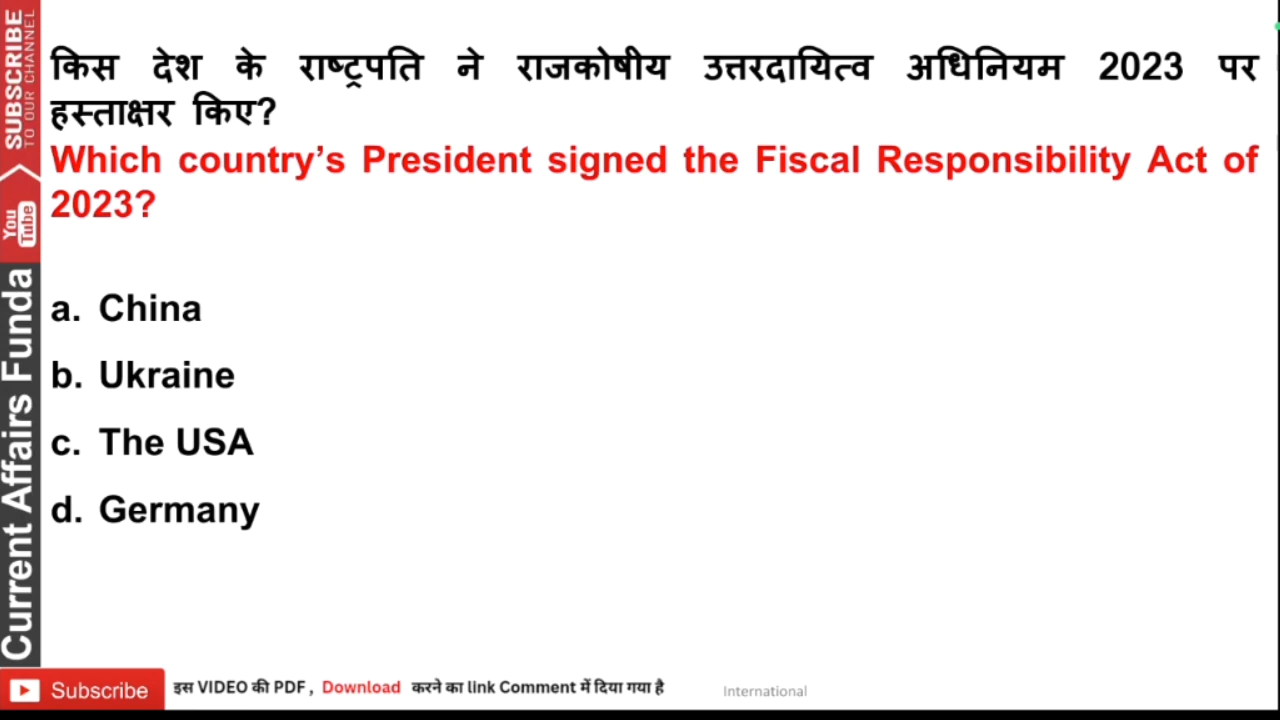 किस देश के राष्ट्रपति ने राजकोषीय उत्तरदायित्व अधिनियम 2023 पर
हस्ताक्षर किए?
Which country’s President signed the Fiscal Responsibility Act of
2023?
a. China
b. Ukraine
c. The USA
d. Germany
SUBSCRIBE
TO OUR CHANNEL
You
Tube
Current Affairs Funda
Subscribe
इस VIDEO की PDF , Download करने का link Comment में दिया गया है
International